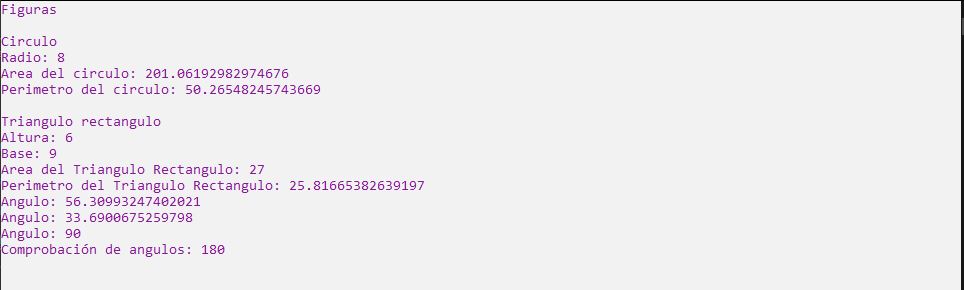 Figuras
Circulo
Radio: 8
Area del circulo: 201.06192982974676
Perimetro del circulo: 50.26548245743669
Triangulo rectangulo
Altura: 6
Base: 9
Area del Triangulo Rectangulo: 27
Perimetro del Triangulo Rectangulo: 25.81665382639197
Angulo: 56.30993247402021
Angulo: 33.6900675259798
Angulo: 90
Comprobación de angulos: 180